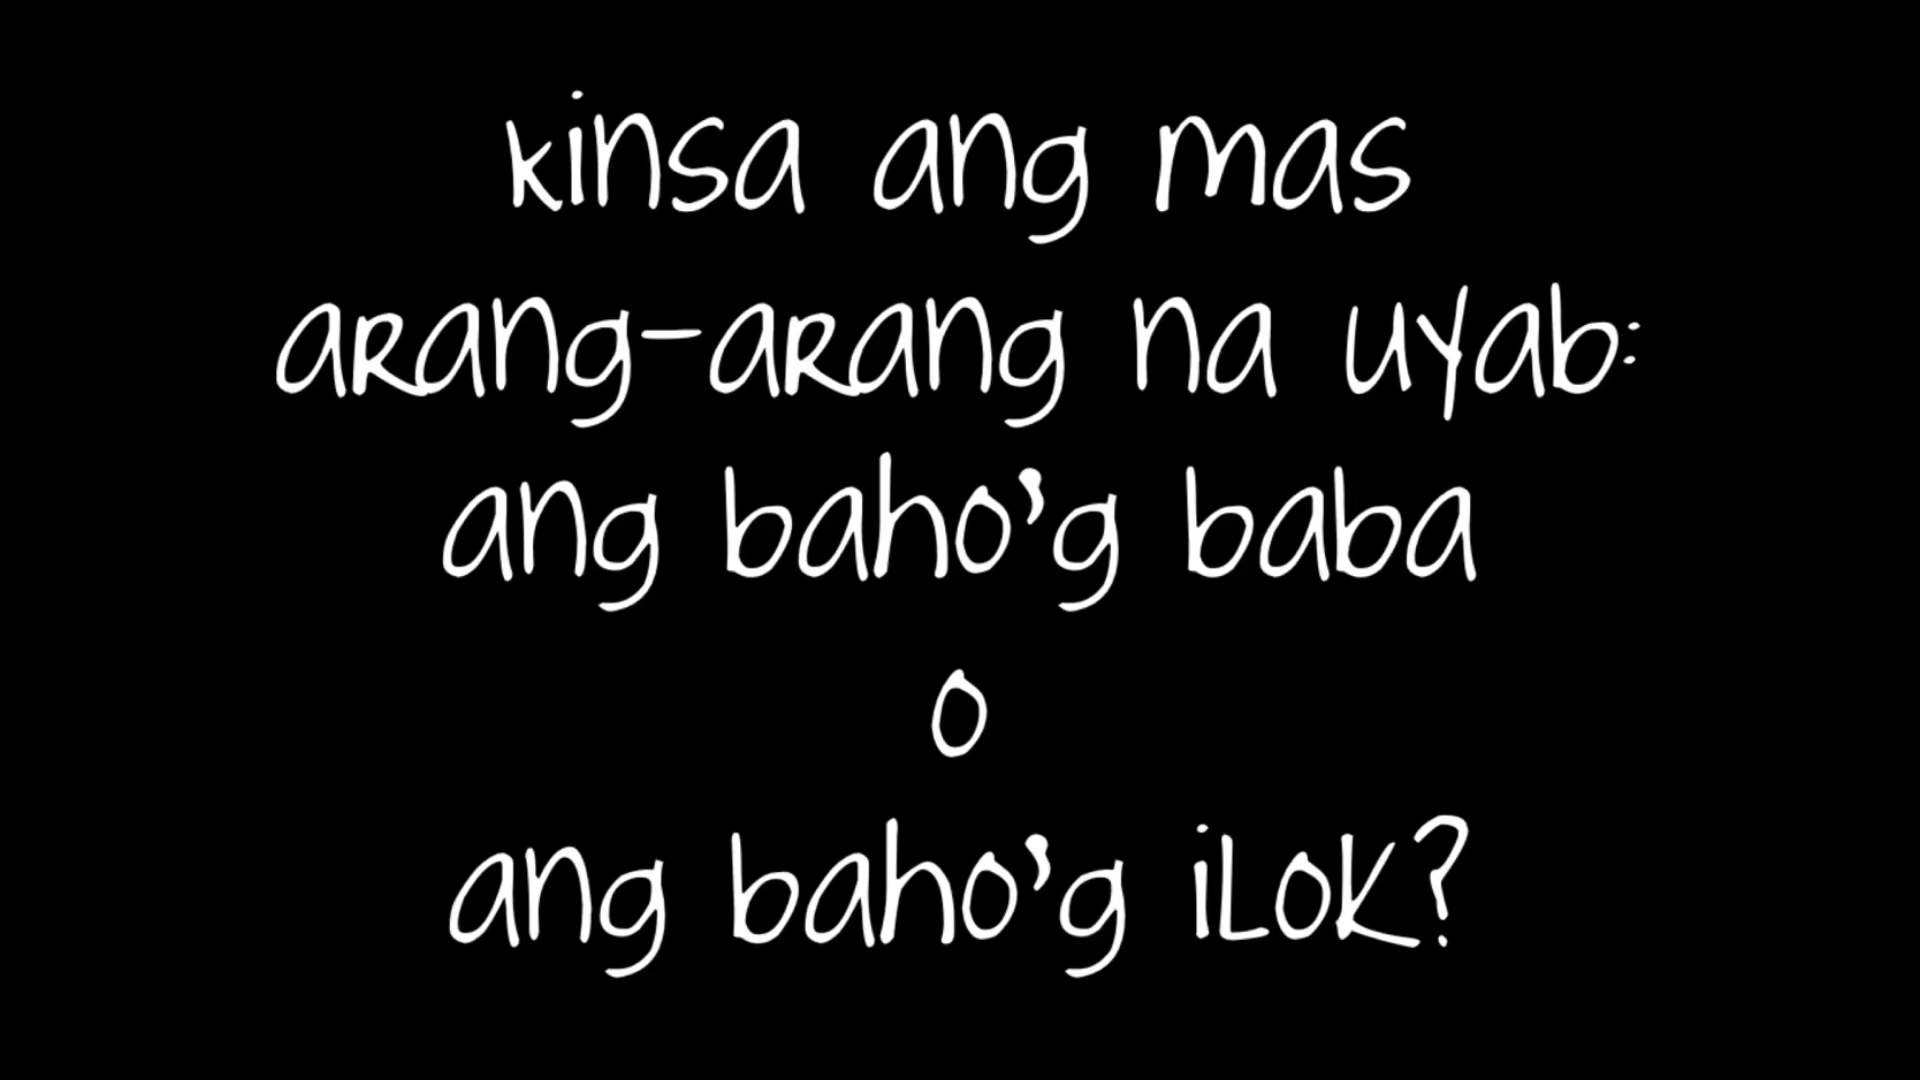 kinsa ang mas
arang-arang na uyab:
ang baho'g baba
o
ang baho'g ilok?